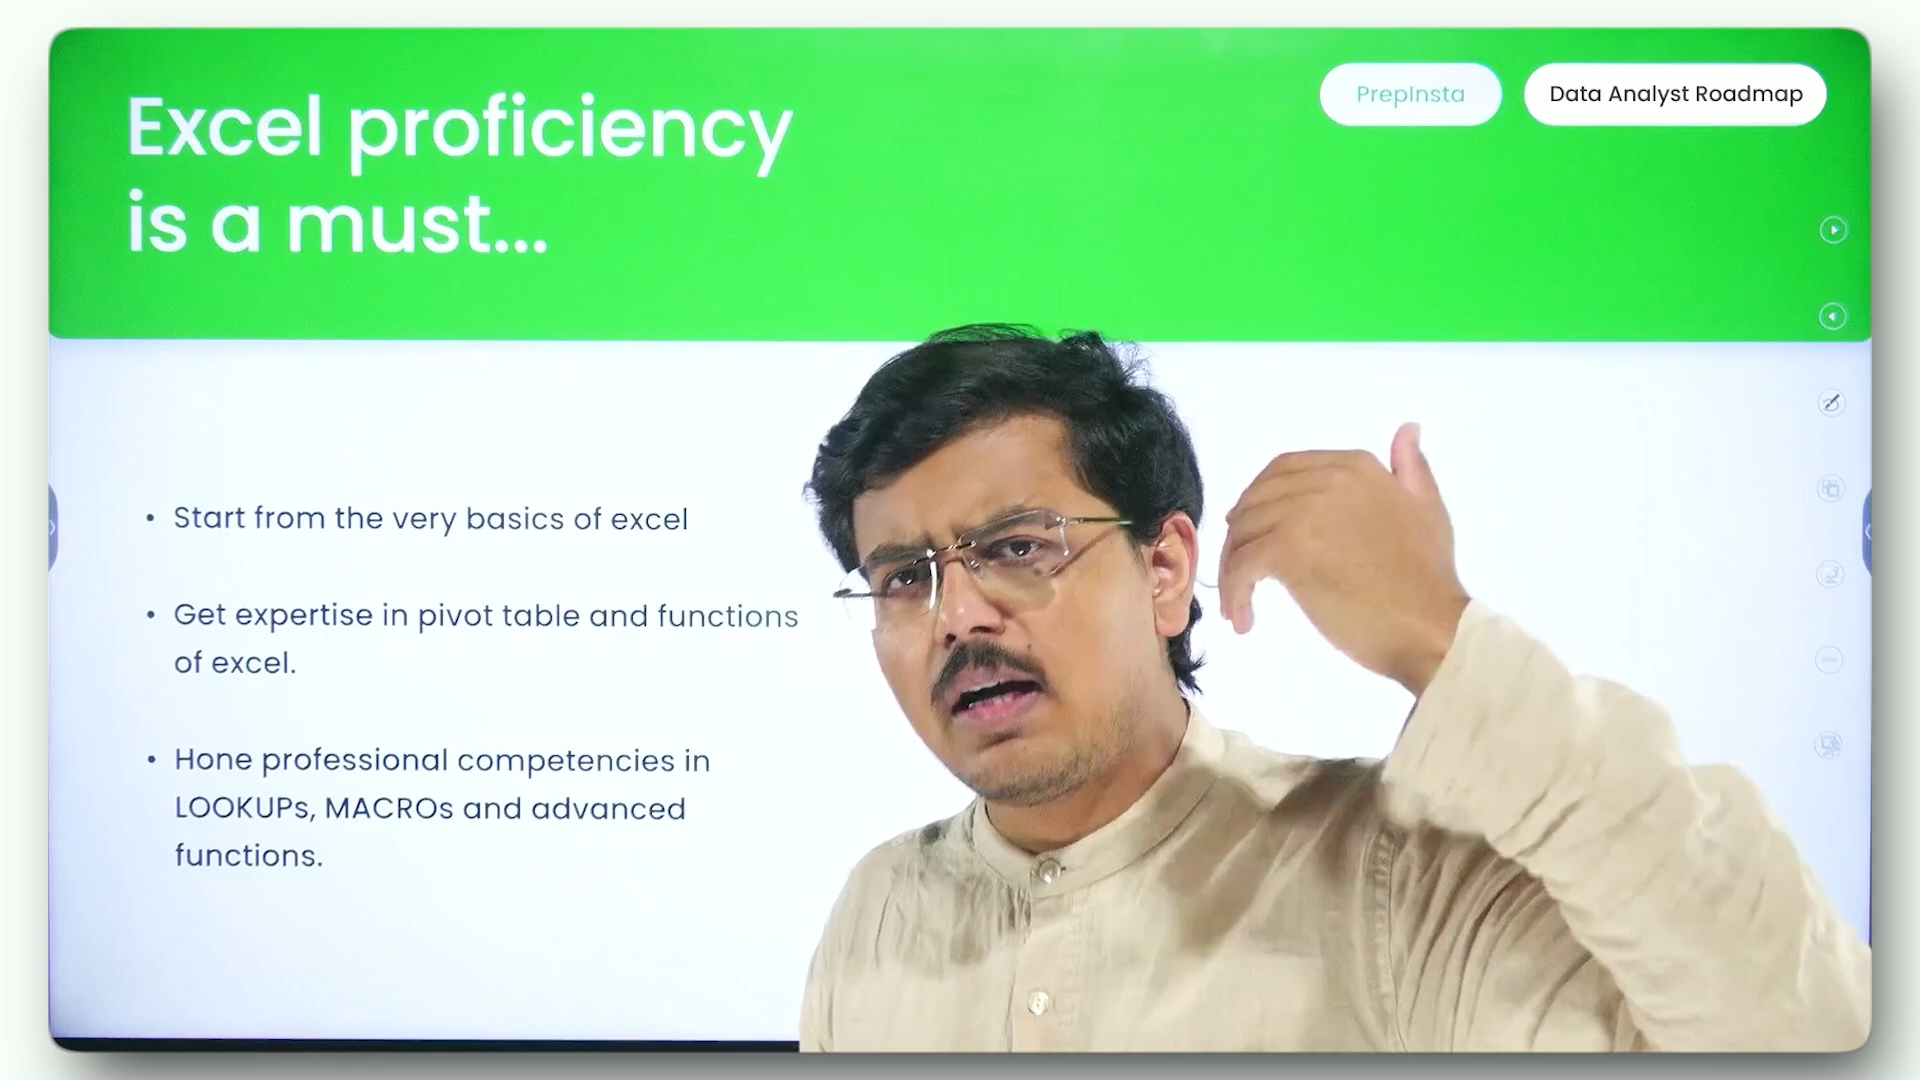 Excel proficiency
is a must...
PrepInsta
Data Analyst Roadmap
• Start from the very basics of excel
• Get expertise in pivot table and functions
of excel.
• Hone professional competencies in
LOOKUPs, MACROs and advanced
functions.